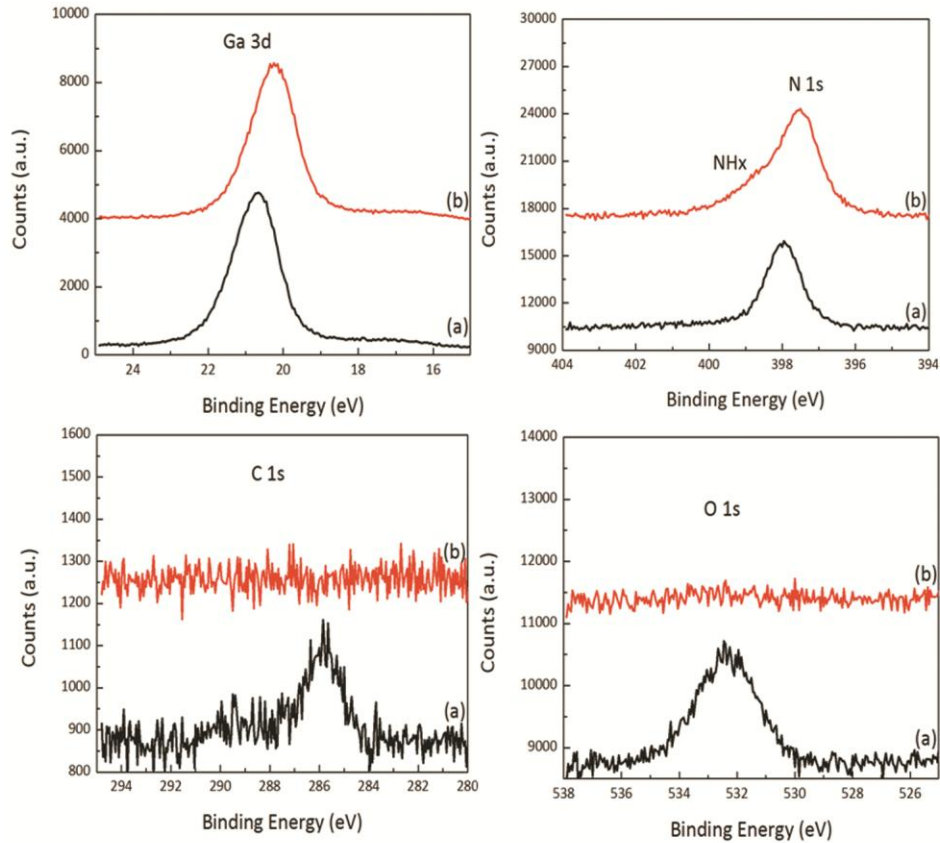 10000
8000
6000
4000
2000
0
Counts (a.u.)
Ga 3d
(b)
(a)
24 22 20 18 16
Binding Energy (eV)
30000
27000
24000
21000
18000
15000
12000
9000
Counts (a.u.)
N 1s
NHx
(b)
(a)
404 402 400 398 396 394
Binding Energy (eV)
1600
1500
1400
1300
1200
1100
1000
900
800
Counts (a.u.)
C 1s
(b)
(a)
294 292 290 288 286 284 282 280
Binding Energy (eV)
14000
13000
12000
11000
10000
9000
Counts (a.u.)
O 1s
(b)
(a)
538 536 534 532 530 528 526
Binding Energy (eV)